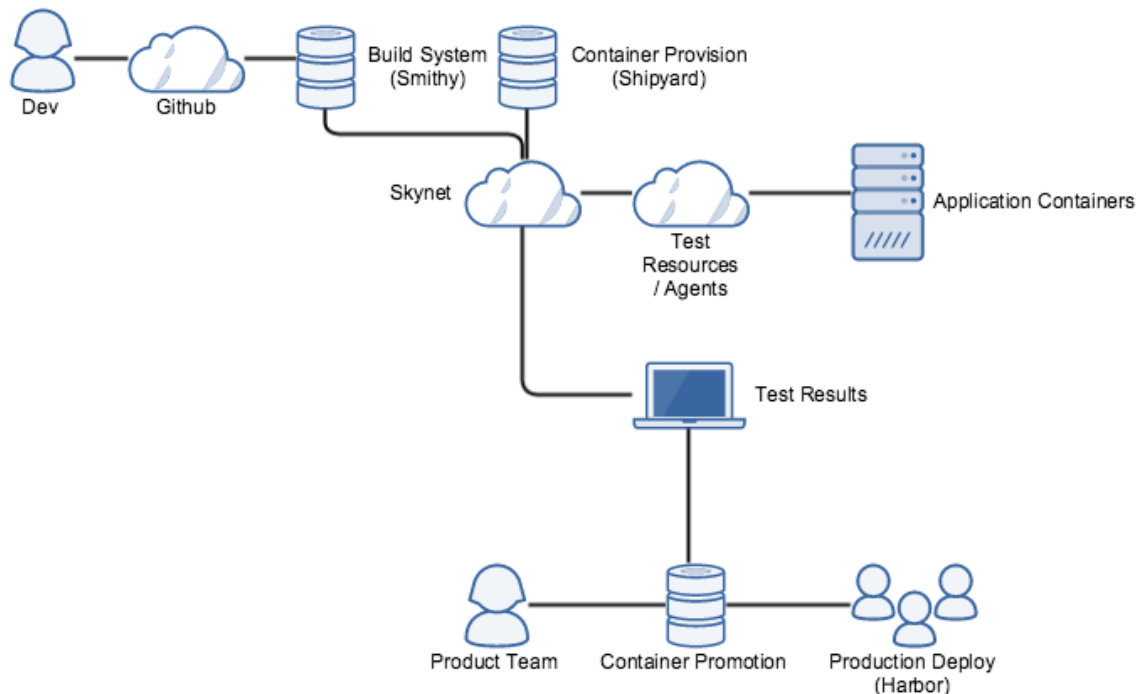 Build System
(Smithy)
Container Provision
(Shipyard)
Dev
Github
Skynet
Application Containers
Test
Resources
/ Agents
Test Results
Product Team
Container Promotion
Production Deploy
(Harbor)